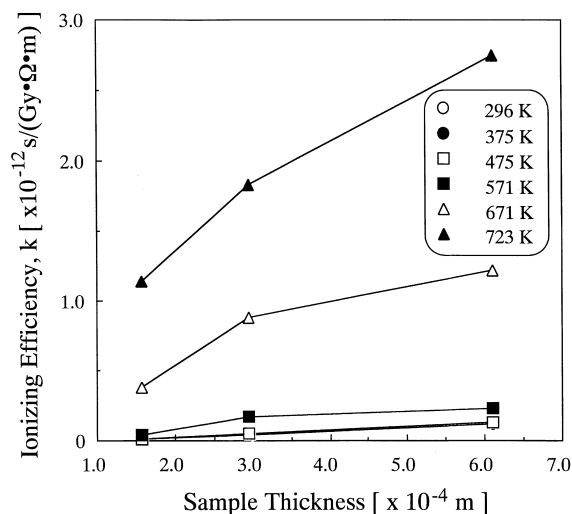 Ionizing Efficiency, k [ x10⁻¹² s/(Gy•Ω•m) ]
3.0
2.0
1.0
0
296 K
375 K
475 K
571 K
671 K
723 K
1.0 2.0 3.0 4.0 5.0 6.0 7.0
Sample Thickness [ x 10⁻⁴ m ]